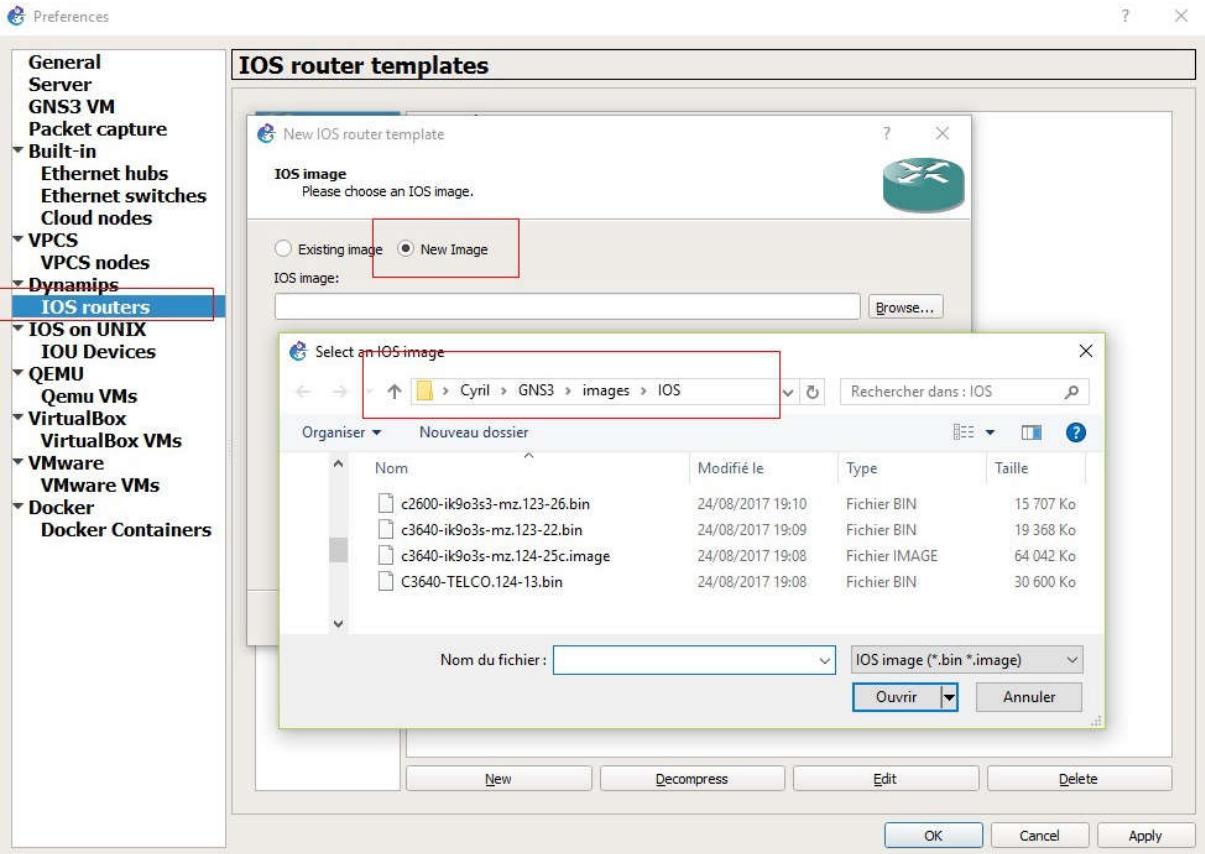 Preferences
General
Server
GNS3 VM
Packet capture
Built-in
Ethernet hubs
Ethernet switches
Cloud nodes
VPCS
VPCS nodes
Dynamips
IOS routers
IOS on UNIX
IOU Devices
QEMU
Qemu VMs
VirtualBox
VirtualBox VMs
VMware
VMware VMs
Docker
Docker Containers
IOS router templates
New IOS router template
IOS image
Please choose an IOS image.
Existing image New Image
IOS image:
Browse...
Select an IOS image
Cyril > GNS3 > images > IOS
Rechercher dans : IOS
Organiser Nouveau dossier
Nom Modifié le Type Taille
c2600-ik9o3s3-mz.123-26.bin 24/08/2017 19:10 Fichier BIN 15 707 Ko
c3640-ik9o3s-mz.123-22.bin 24/08/2017 19:09 Fichier BIN 19 368 Ko
c3640-ik9o3s-mz.124-25c.image 24/08/2017 19:08 Fichier IMAGE 64 042 Ko
C3640-TELCO.124-13.bin 24/08/2017 19:08 Fichier BIN 30 600 Ko
Nom du fichier : IOS image (*.bin *.image)
Ouvrir Annuler
New Decompress Edit Delete
OK Cancel Apply